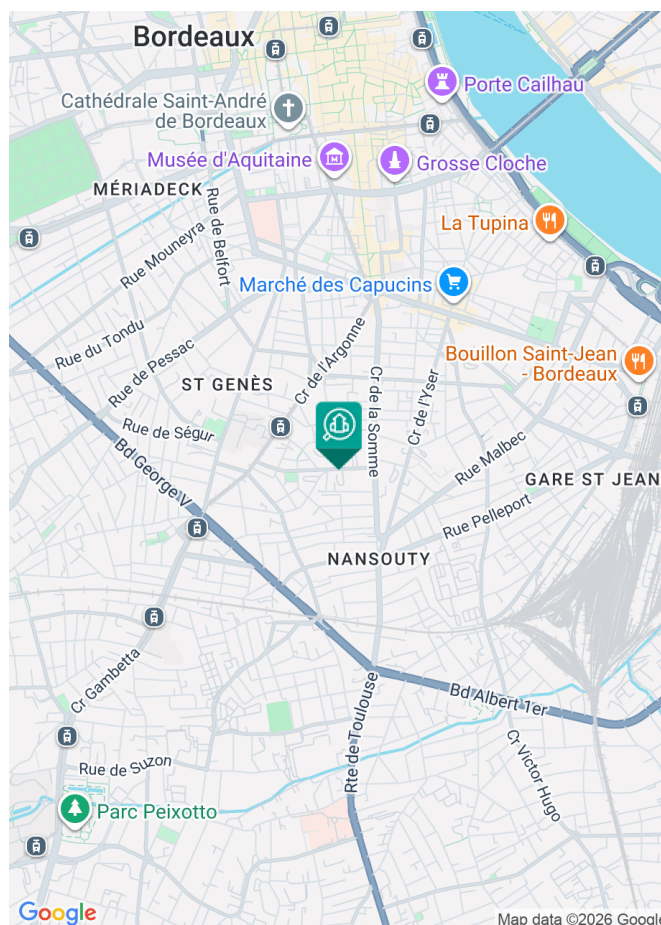 Bordeaux
Porte Cailhau
Cathédrale Saint-André
de Bordeaux
Musée d'Aquitaine
Grosse Cloche
MÉRIADECK
Rue de Belfort
La Tupina
Rue Mouneyra
Marché des Capucins
Rue du Tondu
Cr de l'Argonne
Bouillon Saint-Jean
- Bordeaux
Rue de Pessac
ST GENÈS
Cr de la Somme
Cr de l'Yser
Rue de Ségur
Rue Malbec
Bd George V
GARE ST JEAN
Rue Pelleport
NANSOUTY
Cr Gambetta
Rte de Toulouse
Bd Albert 1er
Cr Victor Hugo
Rue de Suzon
Parc Peixotto
Google
Map data ©2026 Google